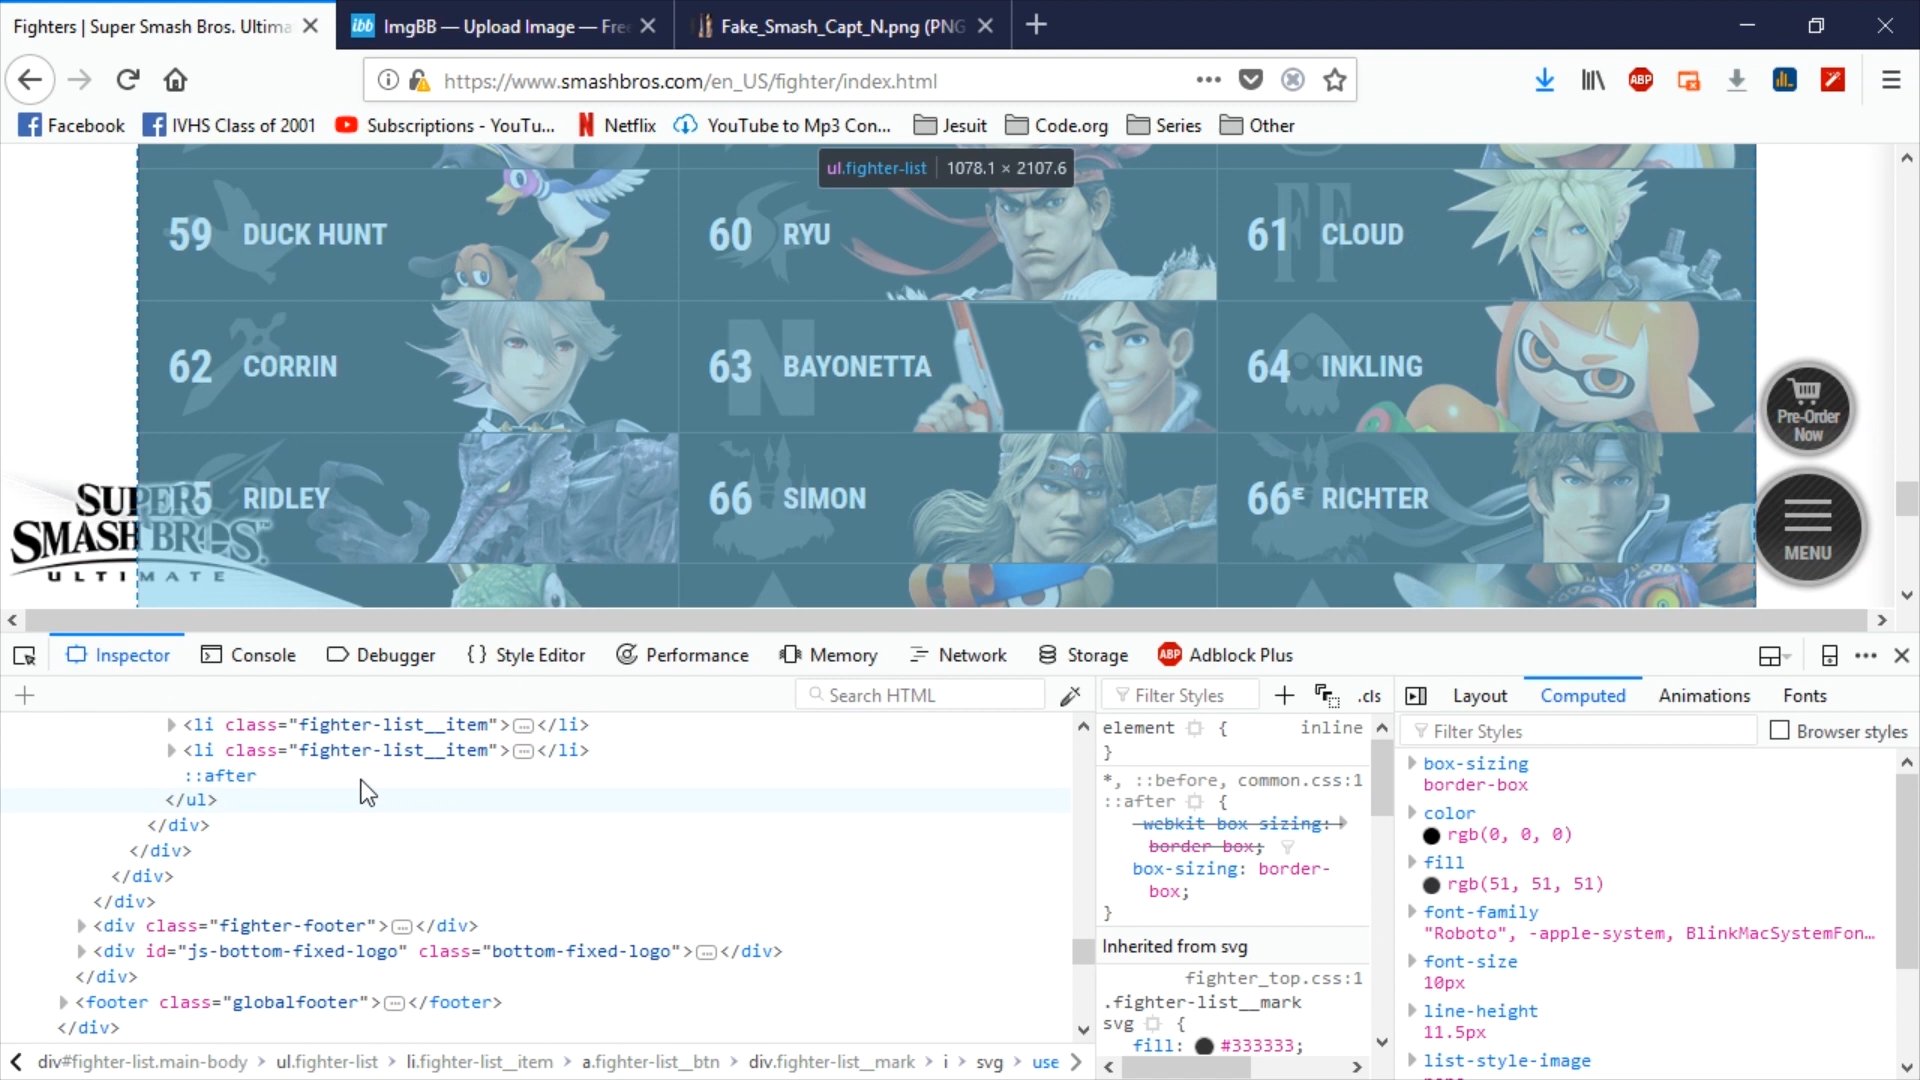 Fighters | Super Smash Bros. Ultima
ibb ImgBB — Upload Image — Fre
Fake_Smash_Capt_N.png (PNG
https://www.smashbros.com/en_US/fighter/index.html
ABP
Facebook
IVHS Class of 2001
Subscriptions - YouTu...
Netflix
YouTube to Mp3 Con...
Jesuit
Code.org
Series
Other
ul.fighter-list 1078.1 × 2107.6
59 DUCK HUNT
60 RYU
61 CLOUD
FF
62 CORRIN
63 BAYONETTA
N
64 INKLING
Pre-Order
Now
5 RIDLEY
66 SIMON
66ᴱ RICHTER
SUPER
SMASH BROS.
ULTIMATE
MENU
Inspector
Console
Debugger
{ } Style Editor
Performance
Memory
Network
Storage
ABP Adblock Plus
Search HTML
<li class="fighter-list__item">…</li>
<li class="fighter-list__item">…</li>
::after
</ul>
</div>
</div>
</div>
</div>
<div class="fighter-footer">…</div>
<div id="js-bottom-fixed-logo" class="bottom-fixed-logo">…</div>
</div>
<footer class="globalfooter">…</footer>
</div>
div#fighter-list.main-body
ul.fighter-list
li.fighter-list__item
a.fighter-list__btn
div.fighter-list__mark
i
svg
use
Filter Styles
.cls
element { inline
}
*, ::before, common.css:1
::after {
-webkit-box-sizing:
border-box;
box-sizing: border-
box;
}
Inherited from svg
fighter_top.css:1
.fighter-list__mark
svg {
fill: #333333;
Layout
Computed
Animations
Fonts
Filter Styles
Browser styles
box-sizing
border-box
color
rgb(0, 0, 0)
fill
rgb(51, 51, 51)
font-family
"Roboto", -apple-system, BlinkMacSystemFon…
font-size
10px
line-height
11.5px
list-style-image